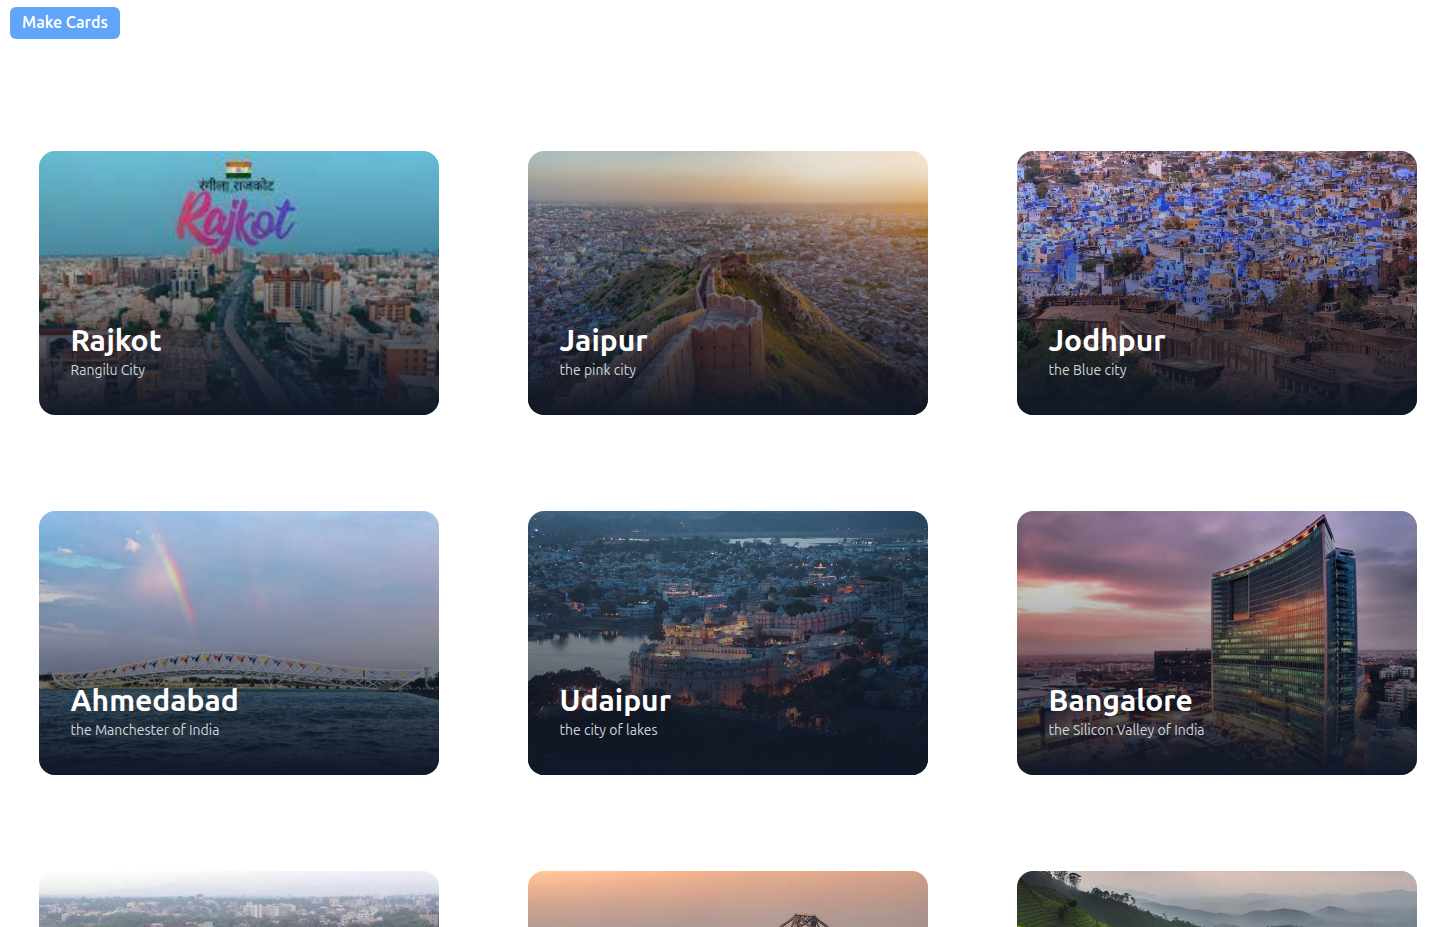 Make Cards
रंगीला राजकोट
Rajkot
Rajkot
Rangilu City
Jaipur
the pink city
Jodhpur
the Blue city
Ahmedabad
the Manchester of India
Udaipur
the city of lakes
Bangalore
the Silicon Valley of India